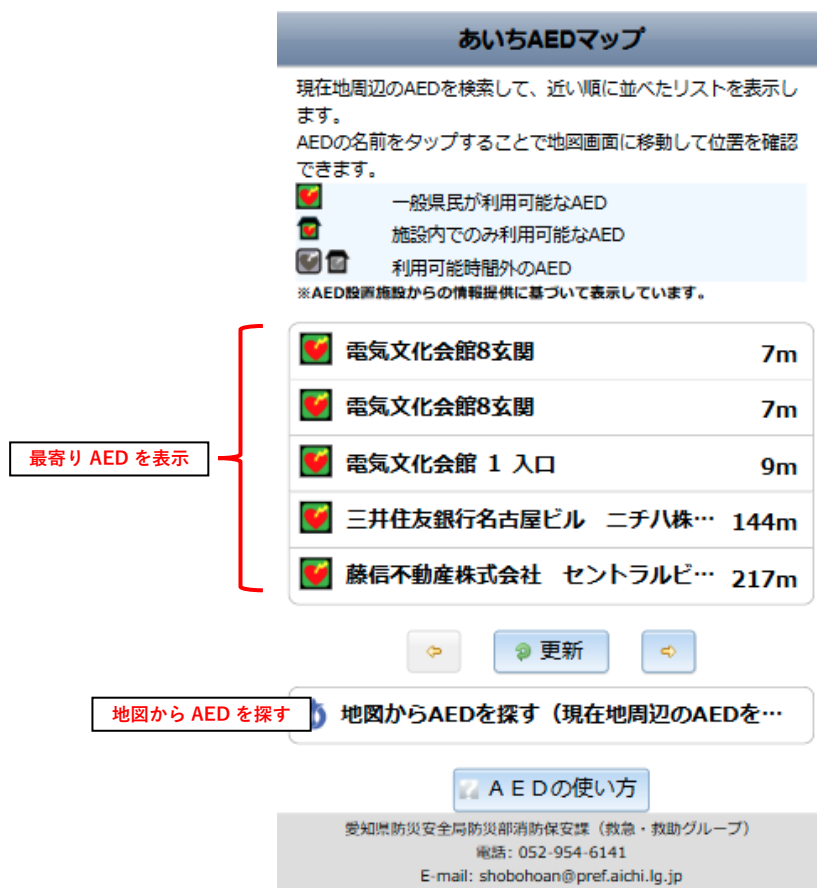 あいちAEDマップ
現在地周辺のAEDを検索して、近い順に並べたリストを表示し
ます。
AEDの名前をタップすることで地図画面に移動して位置を確認
できます。
一般県民が利用可能なAED
施設内でのみ利用可能なAED
利用可能時間外のAED
※AED設置施設からの情報提供に基づいて表示しています。
電気文化会館8玄関 7m
電気文化会館8玄関 7m
最寄り AED を表示
電気文化会館 1 入口 9m
三井住友銀行名古屋ビル　ニチハ株… 144m
藤信不動産株式会社　セントラルビ… 217m
更新
地図から AED を探す
地図からAEDを探す（現在地周辺のAEDを…
ＡＥＤの使い方
愛知県防災安全局防災部消防保安課（救急・救助グループ）
電話: 052-954-6141
E-mail: shobohoan@pref.aichi.lg.jp